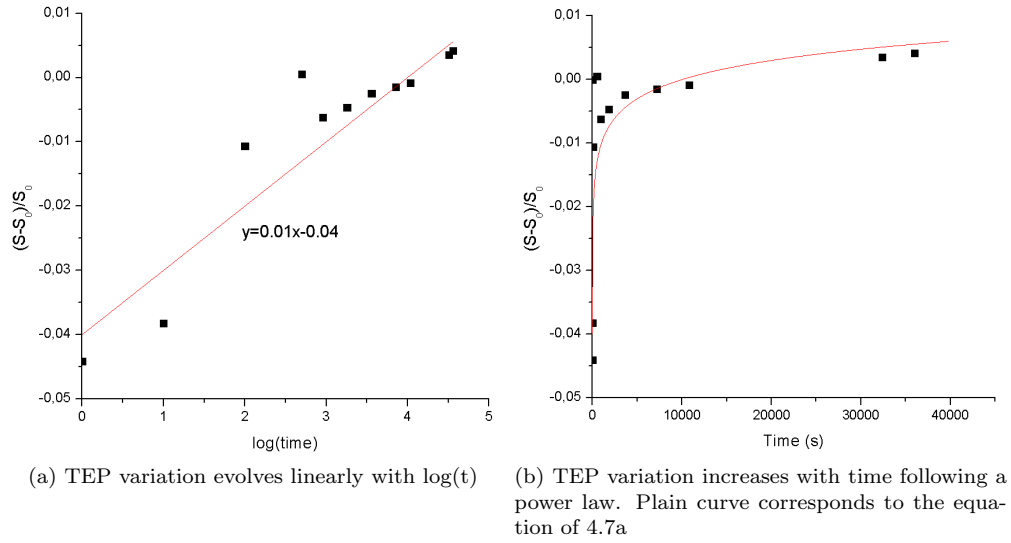 0,01
0,00
-0,01
-0,02
-0,03
-0,04
-0,05
(S-S₀)/S₀
y=0.01x-0.04
0 1 2 3 4 5
log(time)
(a) TEP variation evolves linearly with log(t)
0,01
0,00
-0,01
-0,02
-0,03
-0,04
-0,05
(S-S₀)/S₀
0 10000 20000 30000 40000
Time (s)
(b) TEP variation increases with time following a
power law. Plain curve corresponds to the equa-
tion of 4.7a